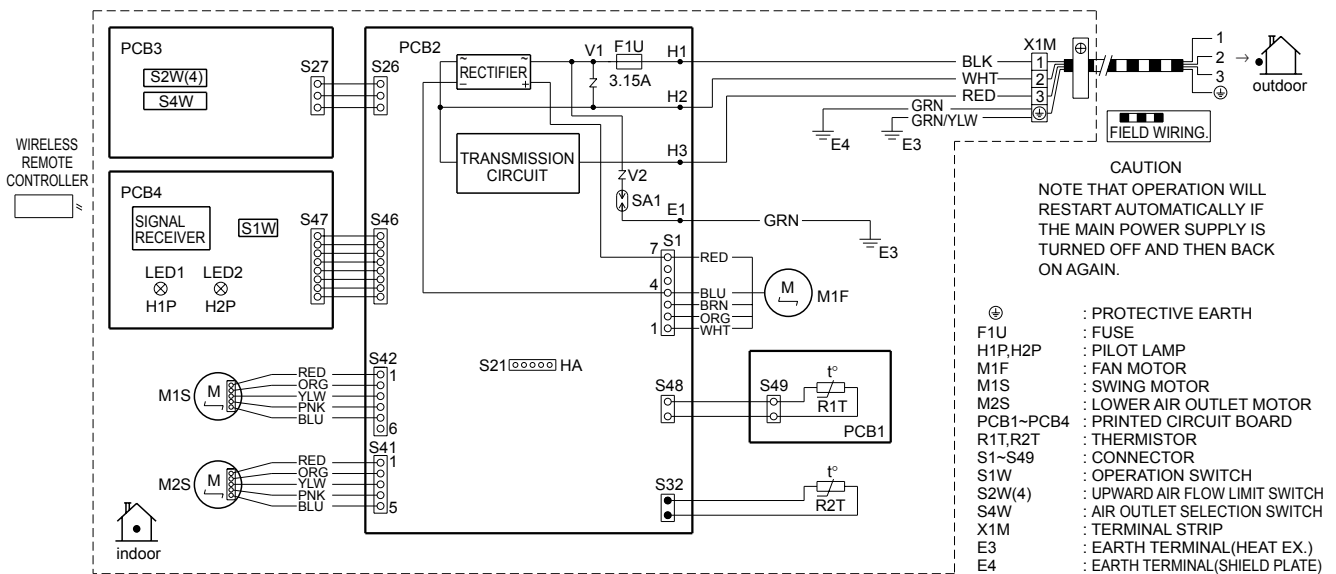 PCB3
S2W(4)
S4W
S27
S26
PCB2
RECTIFIER
~
~
−
+
V1
F1U
3.15A
Z
H1
H2
H3
TRANSMISSION
CIRCUIT
Z V2
SA1
E1
GRN
E3
BLK
WHT
RED
GRN
GRN/YLW
E4
E3
X1M
1
2
3
1
2
3
→
outdoor
FIELD WIRING.
WIRELESS
REMOTE
CONTROLLER
PCB4
SIGNAL
RECEIVER
S1W
LED1
LED2
H1P
H2P
S47
S46
S1
7
4
1
RED
BLU
BRN
ORG
WHT
M
M1F
S21
HA
M1S
M
RED
ORG
YLW
PNK
BLU
S42
1
6
M2S
M
RED
ORG
YLW
PNK
BLU
S41
1
5
S48
S49
t°
R1T
PCB1
S32
t°
R2T
indoor
CAUTION
NOTE THAT OPERATION WILL
RESTART AUTOMATICALLY IF
THE MAIN POWER SUPPLY IS
TURNED OFF AND THEN BACK
ON AGAIN.
: PROTECTIVE EARTH
F1U : FUSE
H1P,H2P : PILOT LAMP
M1F : FAN MOTOR
M1S : SWING MOTOR
M2S : LOWER AIR OUTLET MOTOR
PCB1~PCB4 : PRINTED CIRCUIT BOARD
R1T,R2T : THERMISTOR
S1~S49 : CONNECTOR
S1W : OPERATION SWITCH
S2W(4) : UPWARD AIR FLOW LIMIT SWITCH
S4W : AIR OUTLET SELECTION SWITCH
X1M : TERMINAL STRIP
E3 : EARTH TERMINAL(HEAT EX.)
E4 : EARTH TERMINAL(SHIELD PLATE)